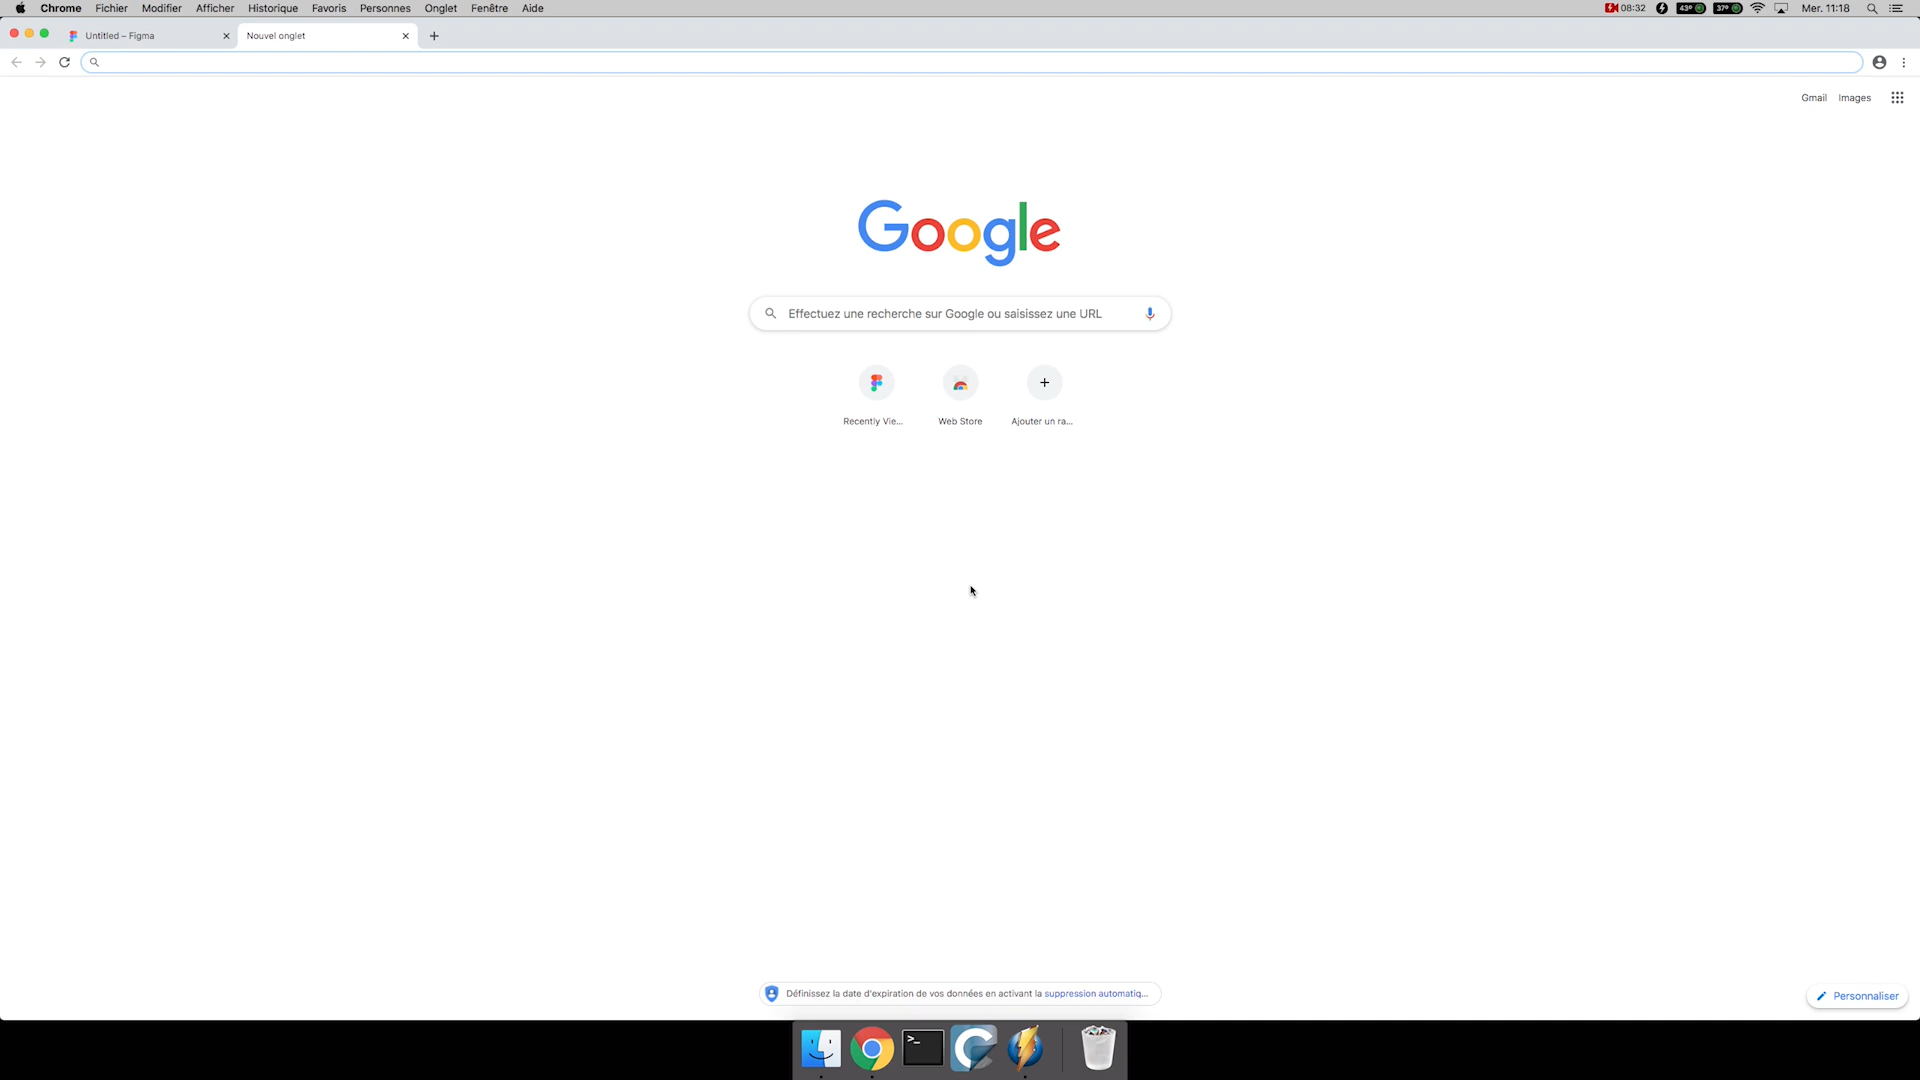 Chrome Fichier Modifier Afficher Historique Favoris Personnes Onglet Fenêtre Aide 08:32 43° 37° Mer. 11:18
Untitled – Figma Nouvel onglet
Gmail Images
Google
Effectuez une recherche sur Google ou saisissez une URL
Recently Vie... Web Store Ajouter un ra...
Définissez la date d'expiration de vos données en activant la suppression automatiq...
Personnaliser
>_